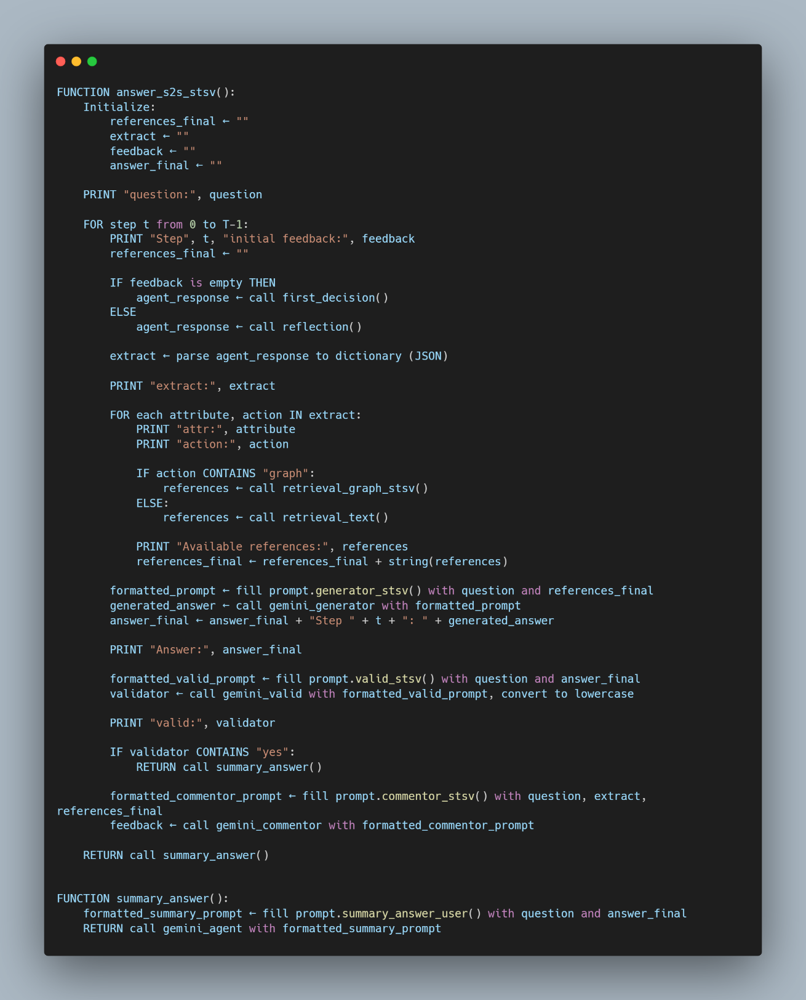 FUNCTION answer_s2s_stsv():
    Initialize:
        references_final ← ""
        extract ← ""
        feedback ← ""
        answer_final ← ""

    PRINT "question:", question

    FOR step t from 0 to T-1:
        PRINT "Step", t, "initial feedback:", feedback
        references_final ← ""

        IF feedback is empty THEN
            agent_response ← call first_decision()
        ELSE
            agent_response ← call reflection()

        extract ← parse agent_response to dictionary (JSON)

        PRINT "extract:", extract

        FOR each attribute, action IN extract:
            PRINT "attr:", attribute
            PRINT "action:", action

            IF action CONTAINS "graph":
                references ← call retrieval_graph_stsv()
            ELSE:
                references ← call retrieval_text()

            PRINT "Available references:", references
            references_final ← references_final + string(references)

        formatted_prompt ← fill prompt.generator_stsv() with question and references_final
        generated_answer ← call gemini_generator with formatted_prompt
        answer_final ← answer_final + "Step " + t + ": " + generated_answer

        PRINT "Answer:", answer_final

        formatted_valid_prompt ← fill prompt.valid_stsv() with question and answer_final
        validator ← call gemini_valid with formatted_valid_prompt, convert to lowercase

        PRINT "valid:", validator

        IF validator CONTAINS "yes":
            RETURN call summary_answer()

        formatted_commentor_prompt ← fill prompt.commentor_stsv() with question, extract,
references_final
        feedback ← call gemini_commentor with formatted_commentor_prompt

    RETURN call summary_answer()


FUNCTION summary_answer():
    formatted_summary_prompt ← fill prompt.summary_answer_user() with question and answer_final
    RETURN call gemini_agent with formatted_summary_prompt